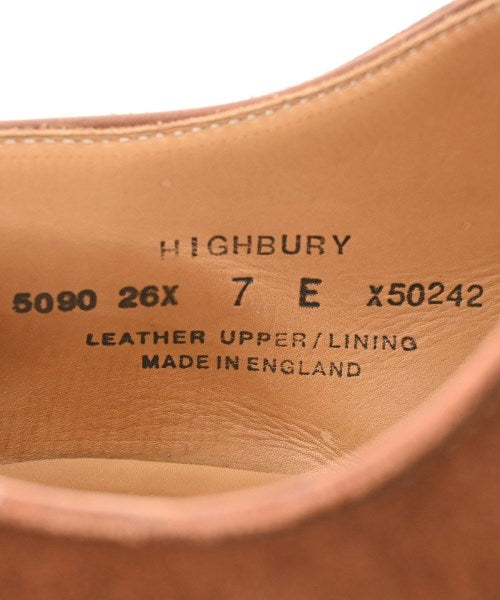 HIGHBURY
5090 26X 7 E X50242
LEATHER UPPER/LINING
MADE IN ENGLAND